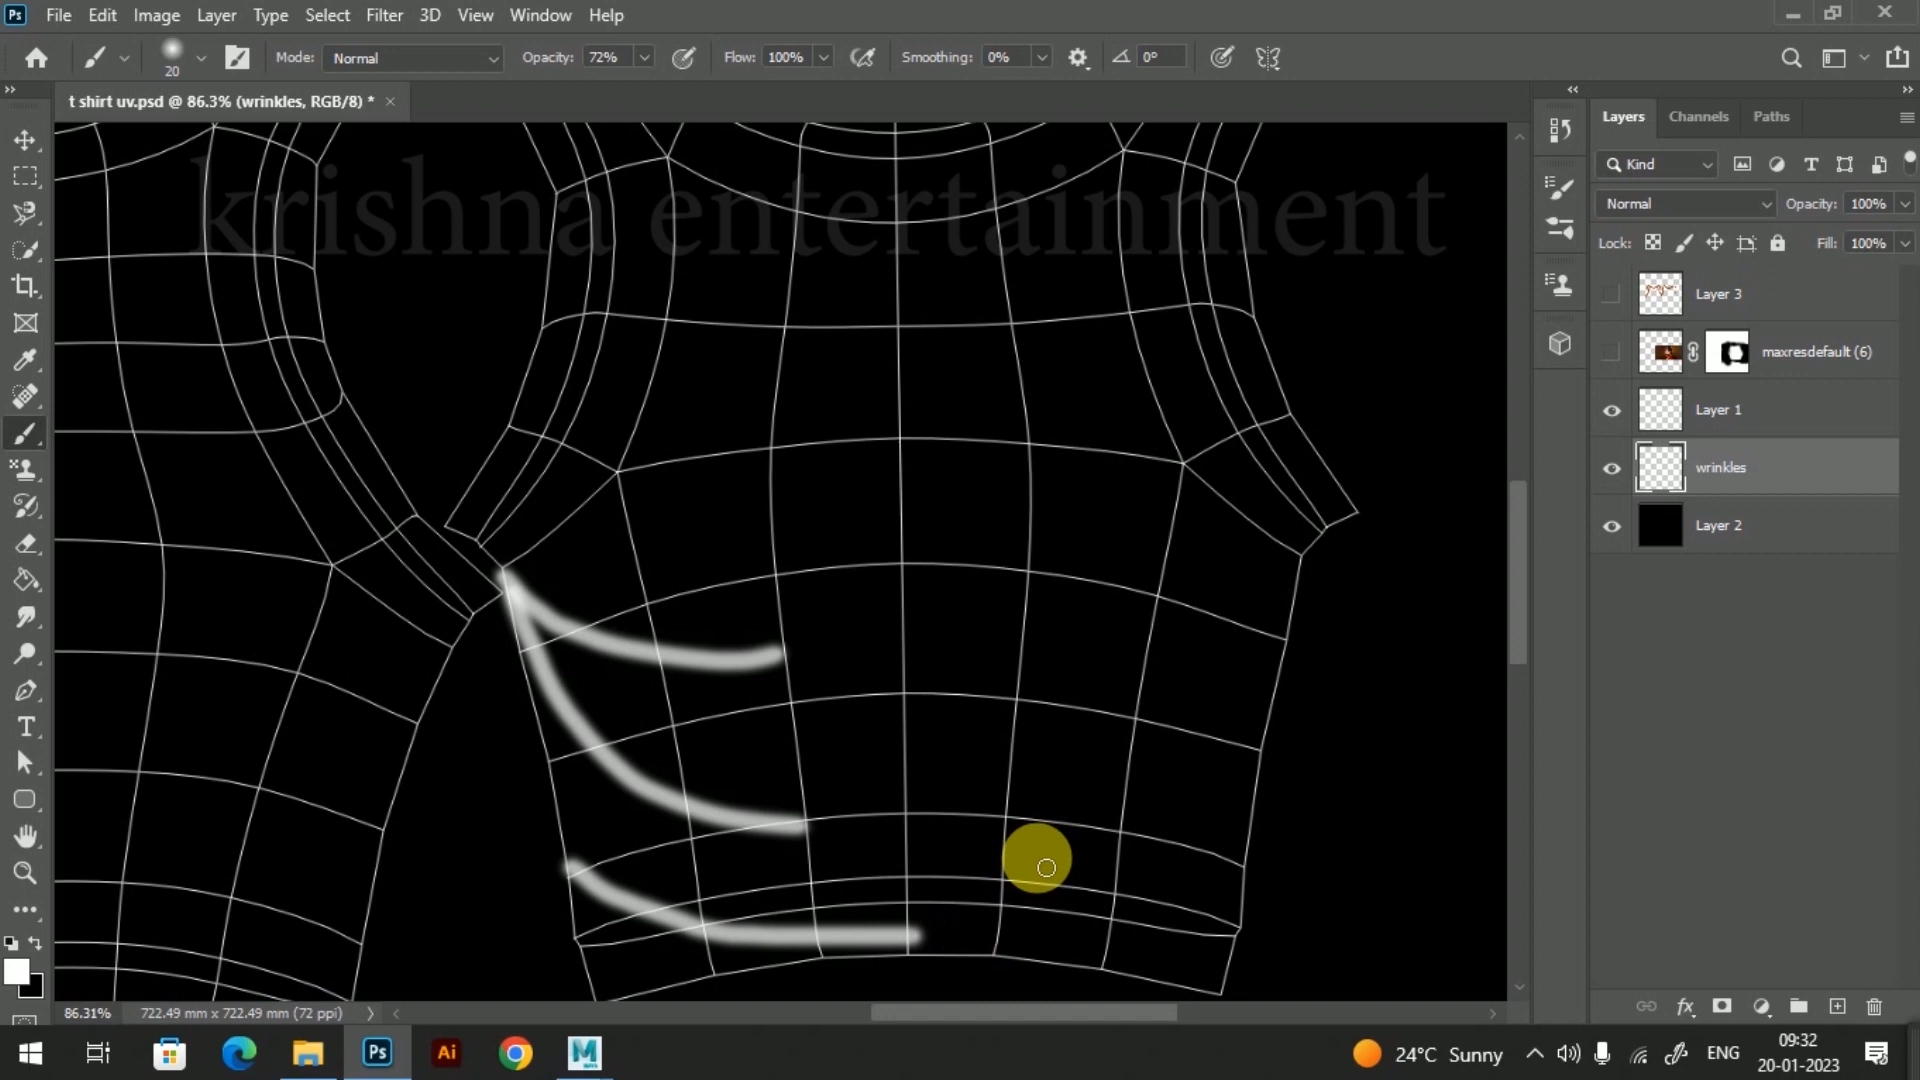 Ps File Edit Image Layer Type Select Filter 3D View Window Help
20 Mode: Normal Opacity: 72% Flow: 100% Smoothing: 0% 0°
t shirt uv.psd @ 86.3% (wrinkles, RGB/8) *
Layers Channels Paths
Kind
Normal Opacity: 100%
Lock: Fill: 100%
Layer 3
maxresdefault (6)
Layer 1
wrinkles
Layer 2
krishna entertainment
86.31% 722.49 mm x 722.49 mm (72 ppi)
fx
Ps Ai M
24°C Sunny
ENG
09:32
20-01-2023